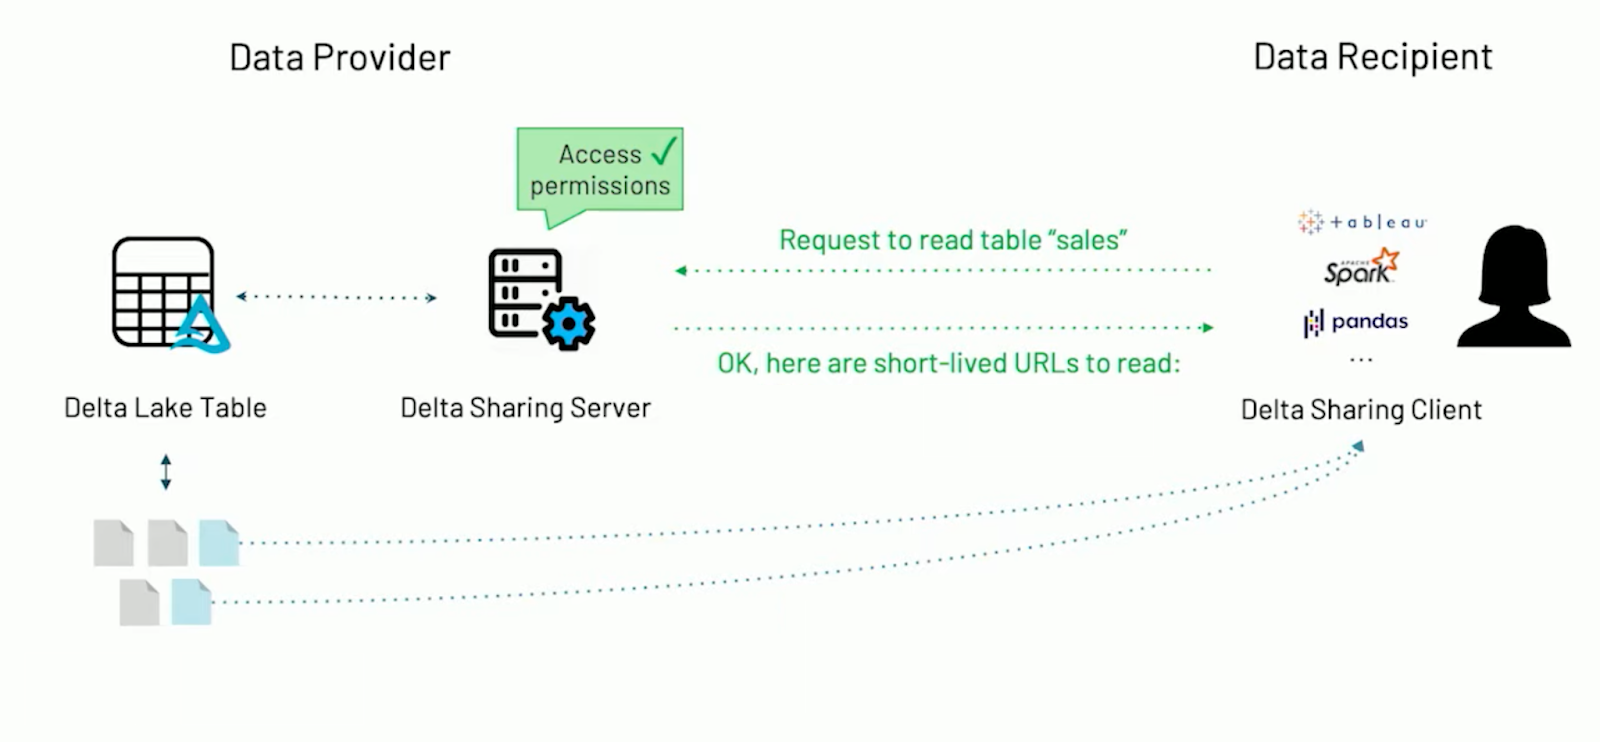 Data Provider
Data Recipient
Access
permissions
Request to read table “sales”
OK, here are short-lived URLs to read:
+ableau
APACHE
Spark
pandas
...
Delta Lake Table
Delta Sharing Server
Delta Sharing Client